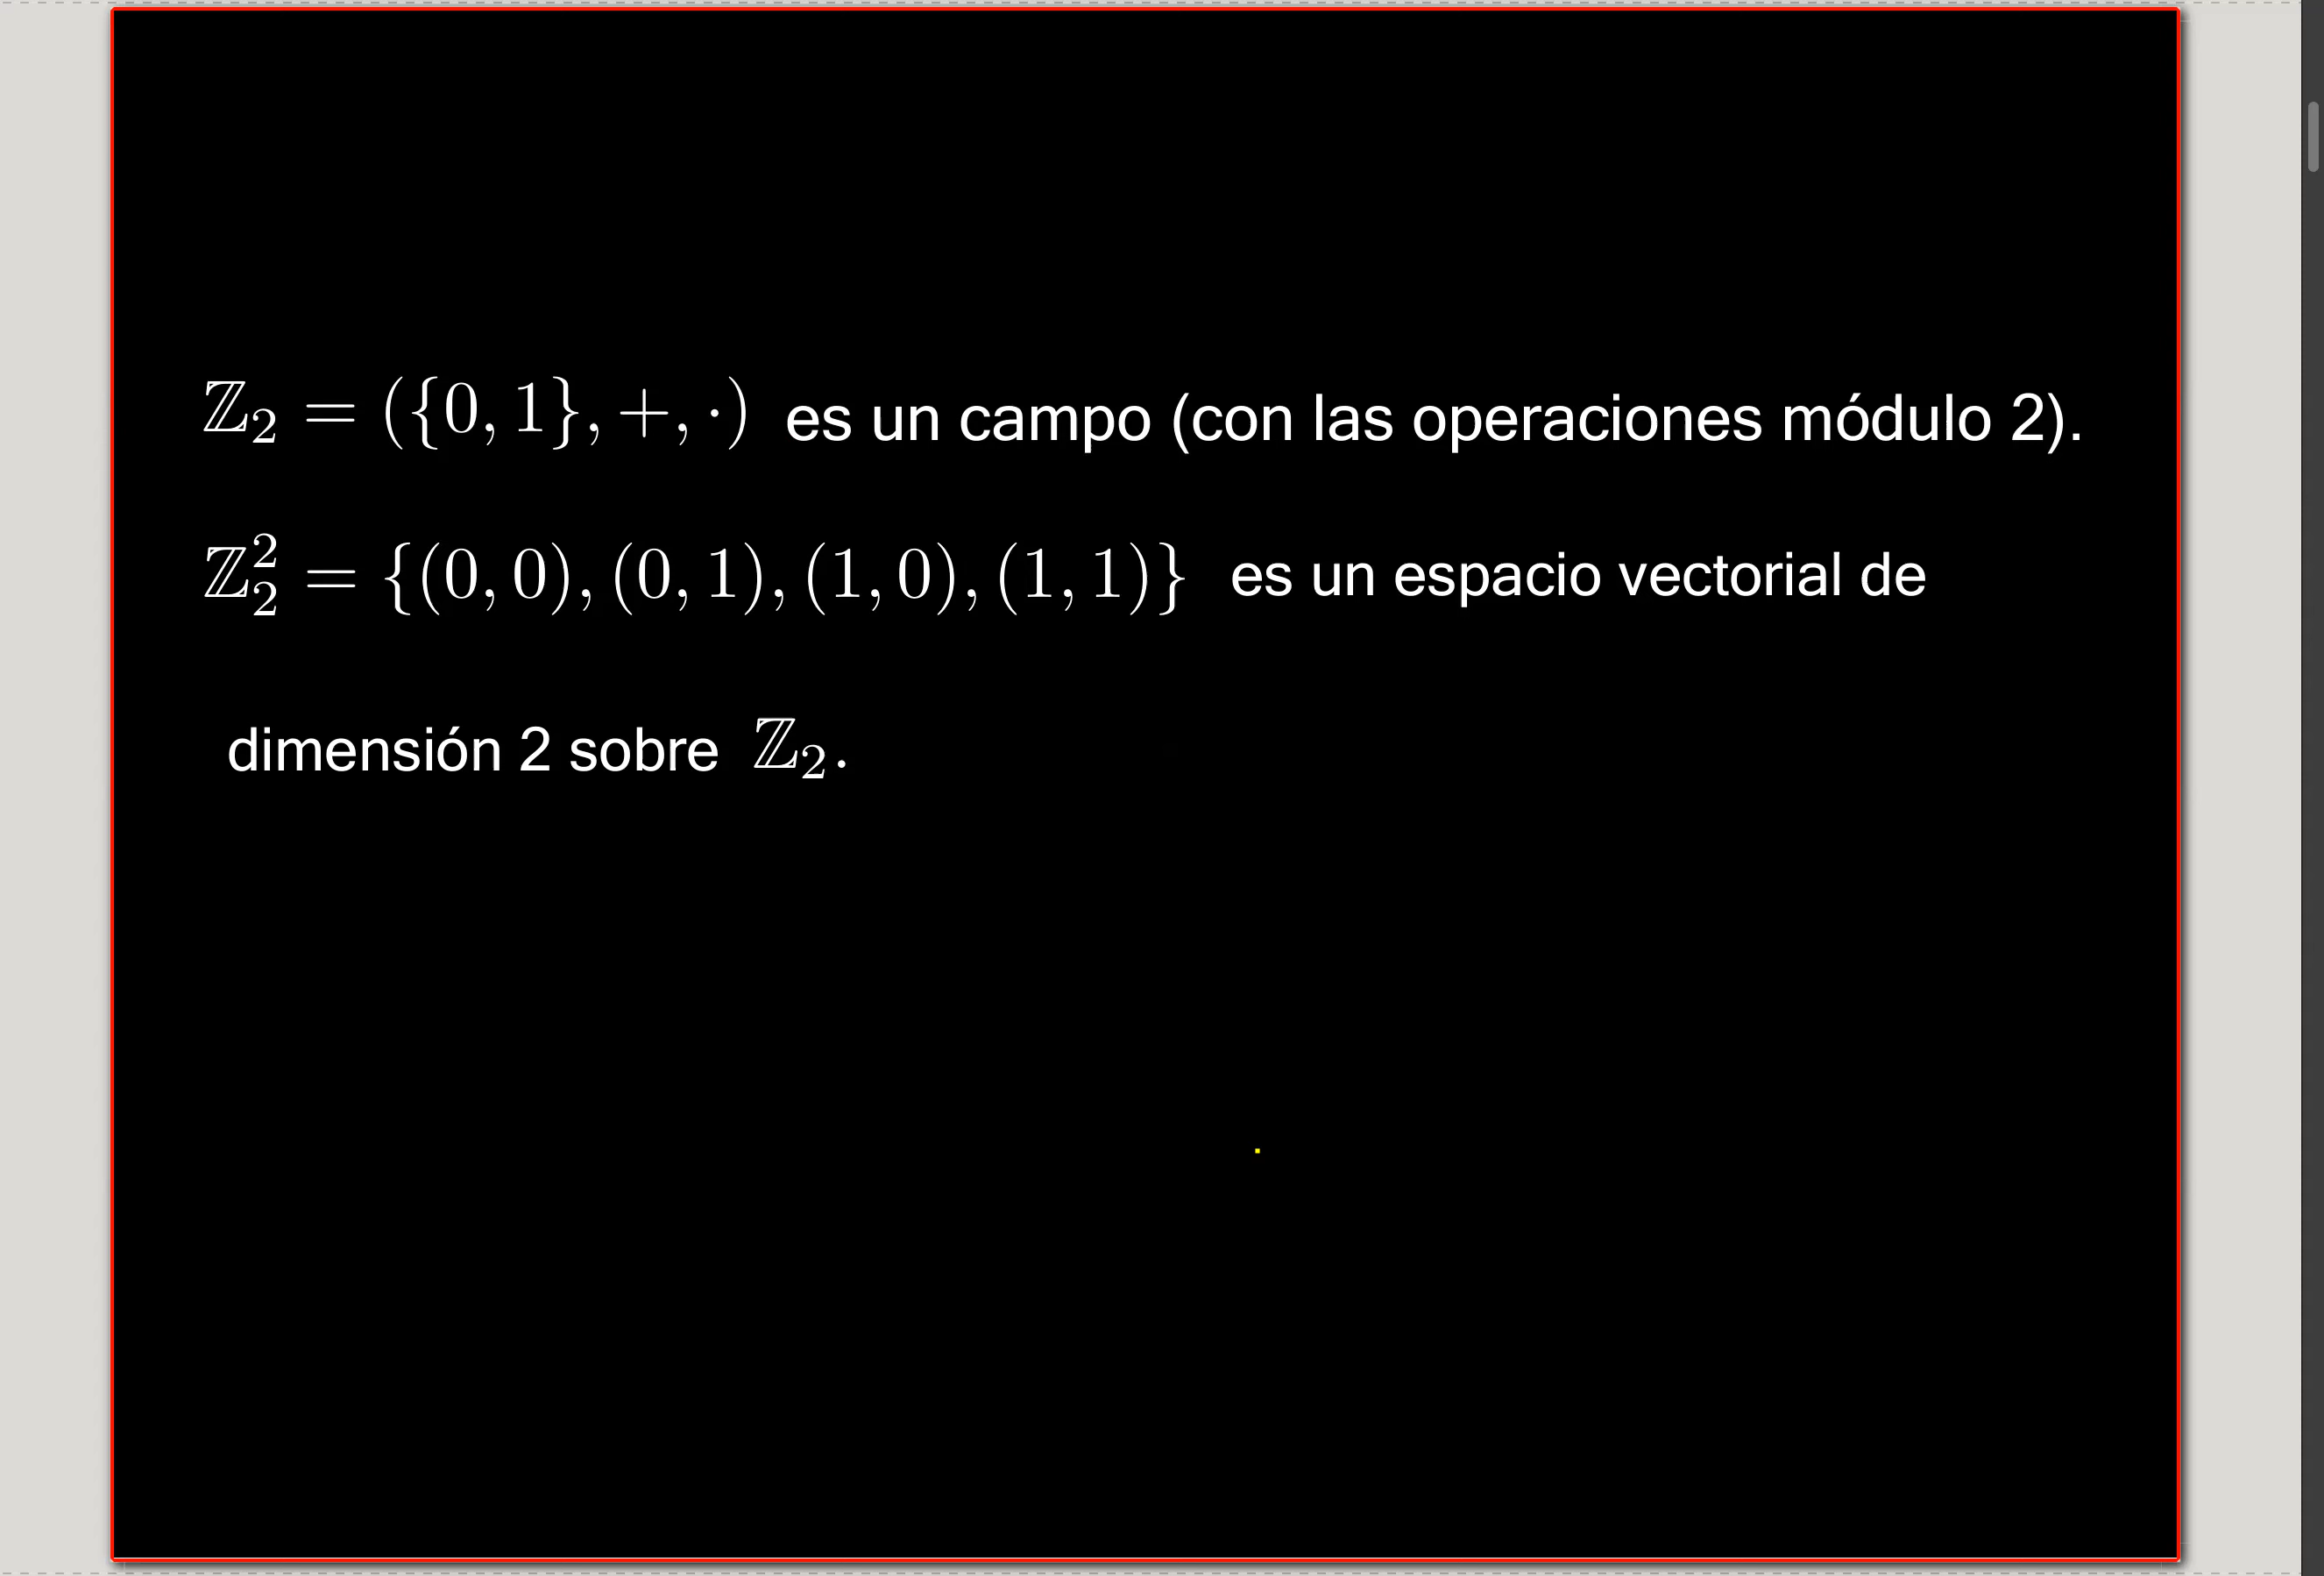 ℤ₂ = ({0, 1}, +, ·) es un campo (con las operaciones módulo 2).
ℤ₂² = {(0, 0), (0, 1), (1, 0), (1, 1)} es un espacio vectorial de
dimensión 2 sobre ℤ₂.